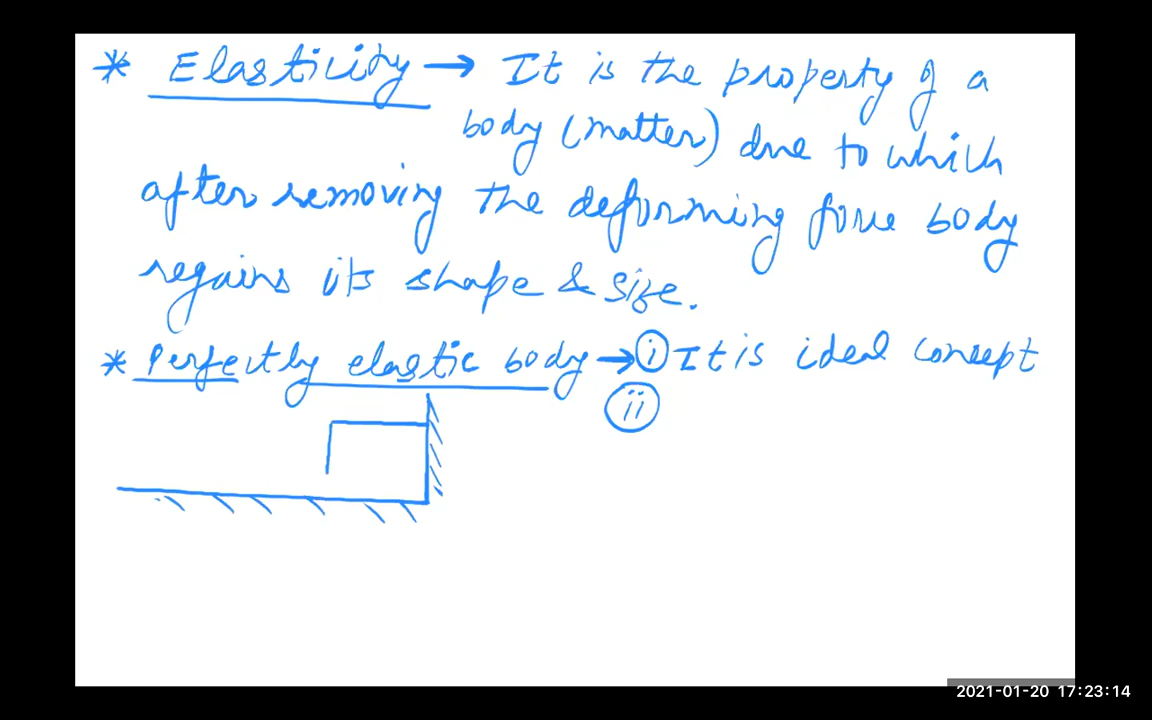 * Elasticity → It is the property of a
body (matter) due to which
after removing the deforming force body
regains its shape & size.
* Perfectly elastic body → (i) It is ideal concept
(ii)
2021-01-20 17:23:14